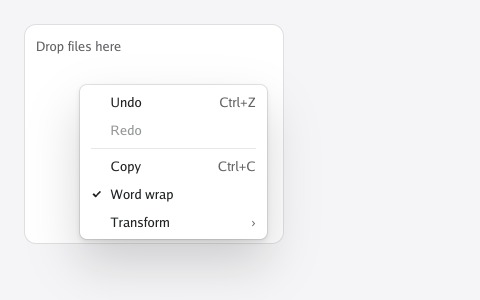 Drop files here
Undo Ctrl+Z
Redo
Copy Ctrl+C
Word wrap
Transform